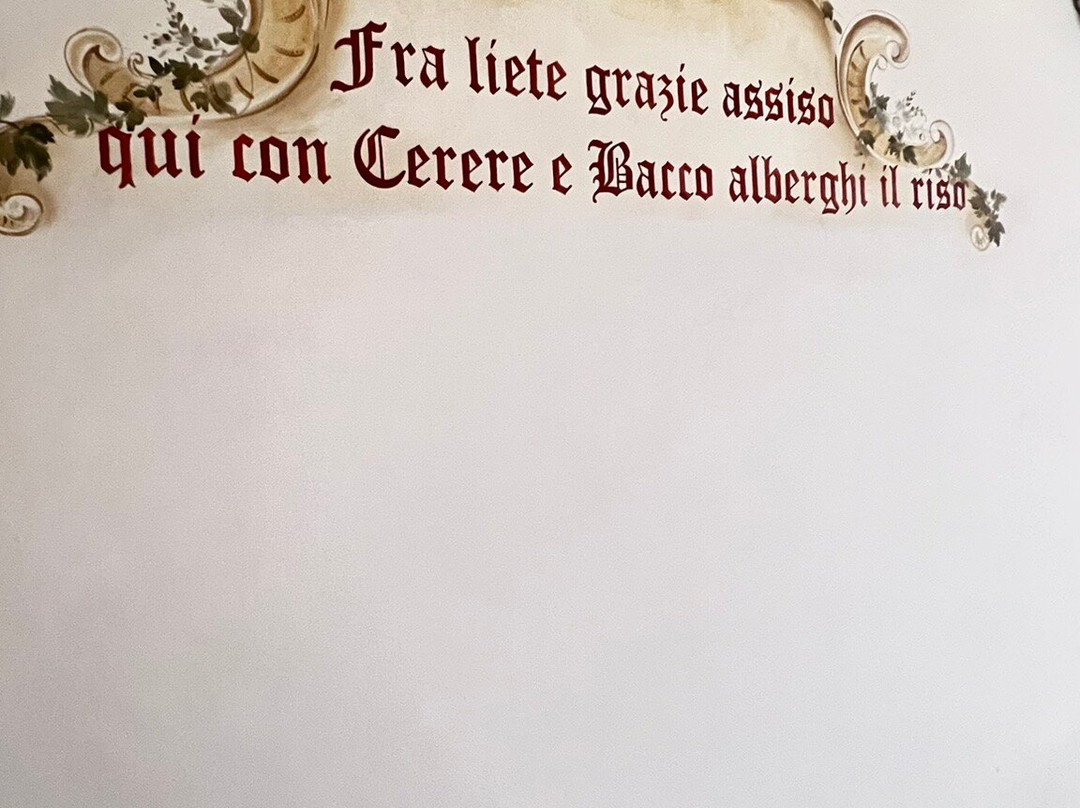 Fra liete grazie assiso
qui con Cerere e Bacco alberghi il riso